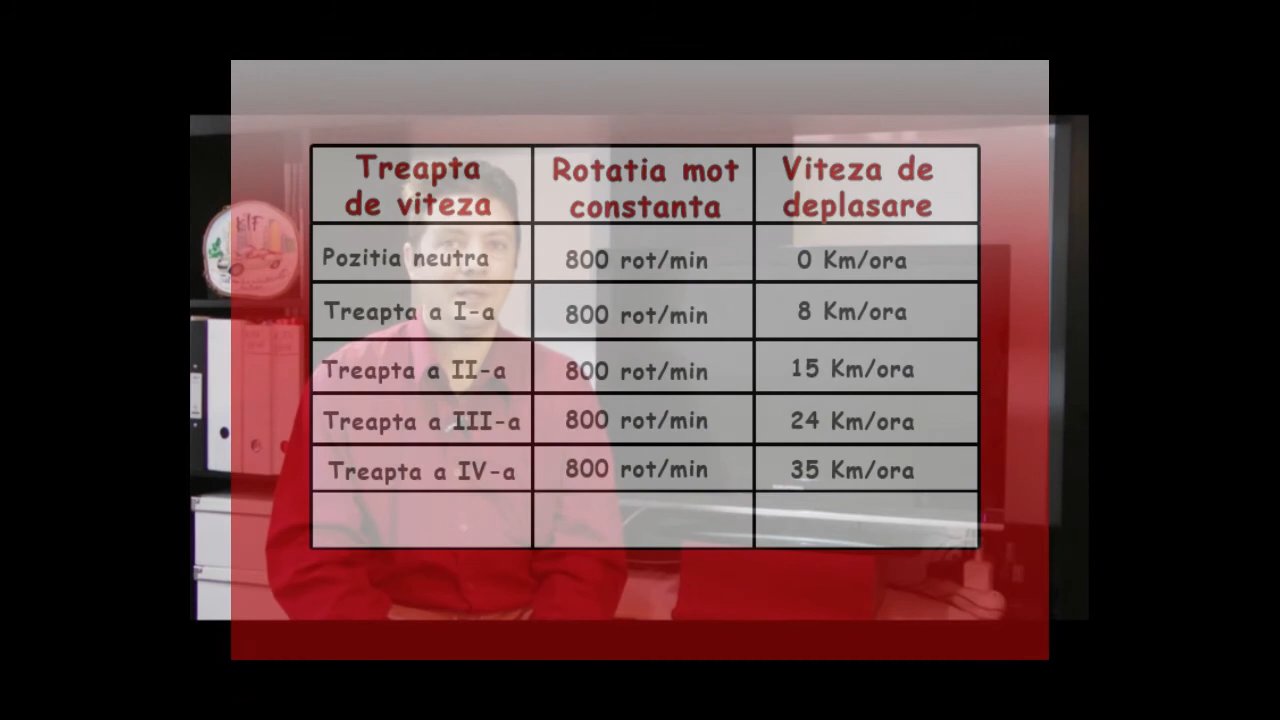 Treapta de viteza Rotatia mot constanta Viteza de deplasare
Pozitia neutra 800 rot/min 0 Km/ora
Treapta a I-a 800 rot/min 8 Km/ora
Treapta a II-a 800 rot/min 15 Km/ora
Treapta a III-a 800 rot/min 24 Km/ora
Treapta a IV-a 800 rot/min 35 Km/ora